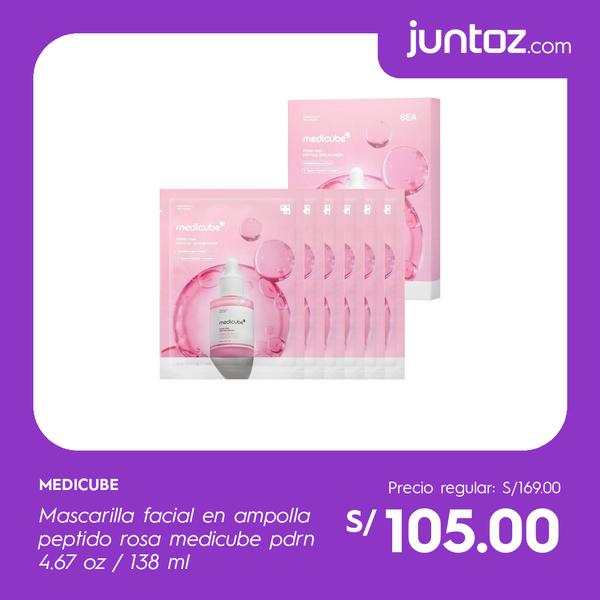 juntoz.com
6EA
medicube
medicube
medicube
MEDICUBE
Mascarilla facial en ampolla
peptido rosa medicube pdrn
4.67 oz / 138 ml
Precio regular: S/169.00
S/ 105.00